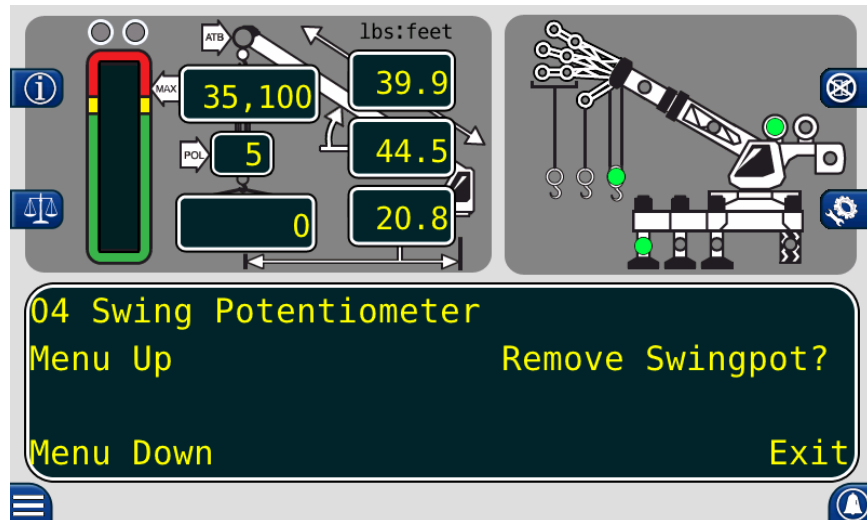 lbs:feet
ATB
39.9
MAX
35,100
44.5
POL
5
20.8
0
04 Swing Potentiometer
Menu Up
Remove Swingpot?
Menu Down
Exit